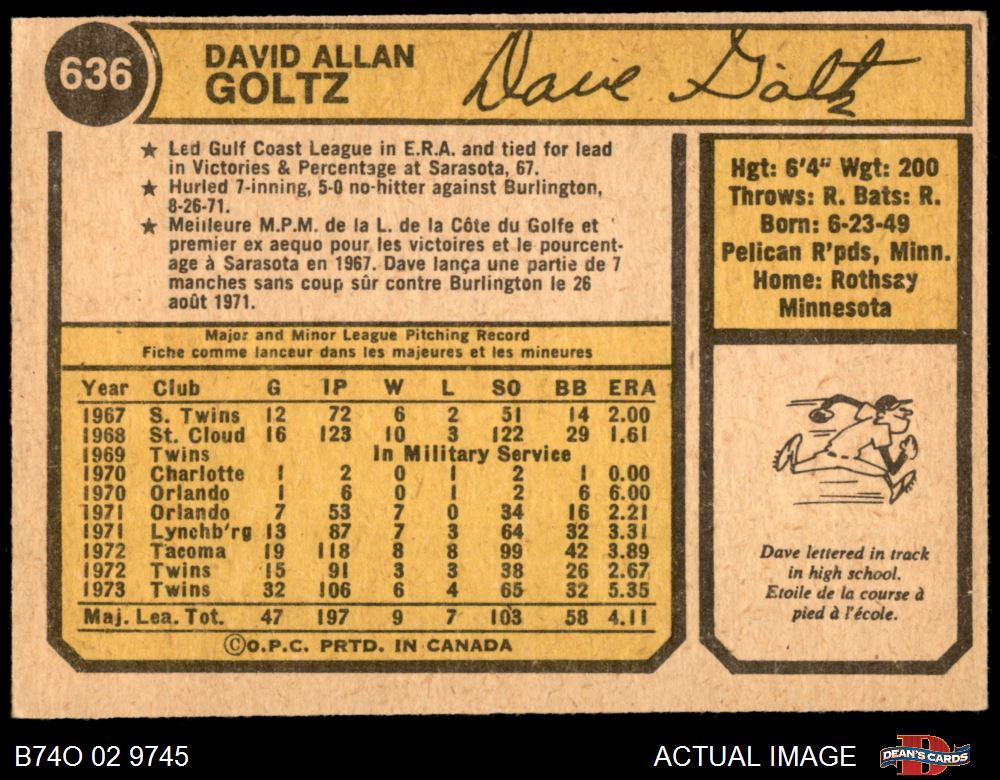 636
DAVID ALLAN
GOLTZ
Dave Goltz
★ Led Gulf Coast League in E.R.A. and tied for lead
in Victories & Percentage at Sarasota, 67.
★ Hurled 7-inning, 5-0 no-hitter against Burlington,
8-26-71.
★ Meilleure M.P.M. de la L. de la Côte du Golfe et
premier ex aequo pour les victoires et le pourcent-
age à Sarasota en 1967. Dave lança une partie de 7
manches sans coup sûr contre Burlington le 26
août 1971.
Hgt: 6'4" Wgt: 200
Throws: R. Bats: R.
Born: 6-23-49
Pelican R'pds, Minn.
Home: Rothsay
Minnesota
Major and Minor League Pitching Record
Fiche comme lanceur dans les majeures et les mineures
Year Club G IP W L SO BB ERA
1967 S. Twins 12 72 6 2 51 14 2.00
1968 St. Cloud 16 123 10 3 122 29 1.61
1969 Twins In Military Service
1970 Charlotte 1 2 0 1 2 1 0.00
1970 Orlando 1 6 0 1 2 6 6.00
1971 Orlando 7 53 7 0 34 16 2.21
1971 Lynchb'rg 13 87 7 3 64 32 3.31
1972 Tacoma 19 118 8 8 99 42 3.89
1972 Twins 15 91 3 3 38 26 2.67
1973 Twins 32 106 6 4 65 32 5.35
Maj. Lea. Tot. 47 197 9 7 103 58 4.11
©O.P.C. PRTD. IN CANADA
Dave lettered in track
in high school.
Etoile de la course à
pied à l'école.
B74O 02 9745
ACTUAL IMAGE
DEAN'S CARDS